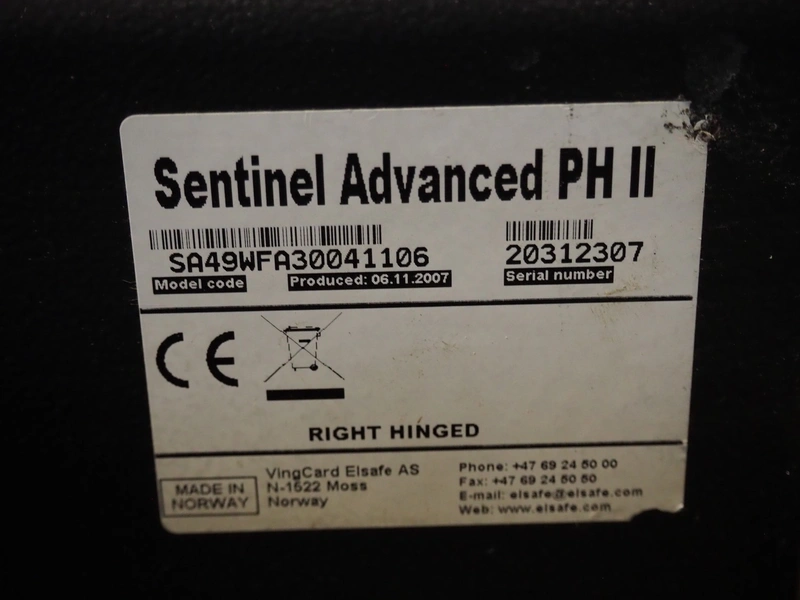 Sentinel Advanced PH II
SA49WFA30041106
Model code
Produced: 06.11.2007
20312307
Serial number
CE
RIGHT HINGED
MADE IN
NORWAY
VingCard Elsafe AS
N-1522 Moss
Norway
Phone: +47 69 24 50 00
Fax: +47 69 24 50 50
E-mail: elsafe@elsafe.com
Web: www.elsafe.com